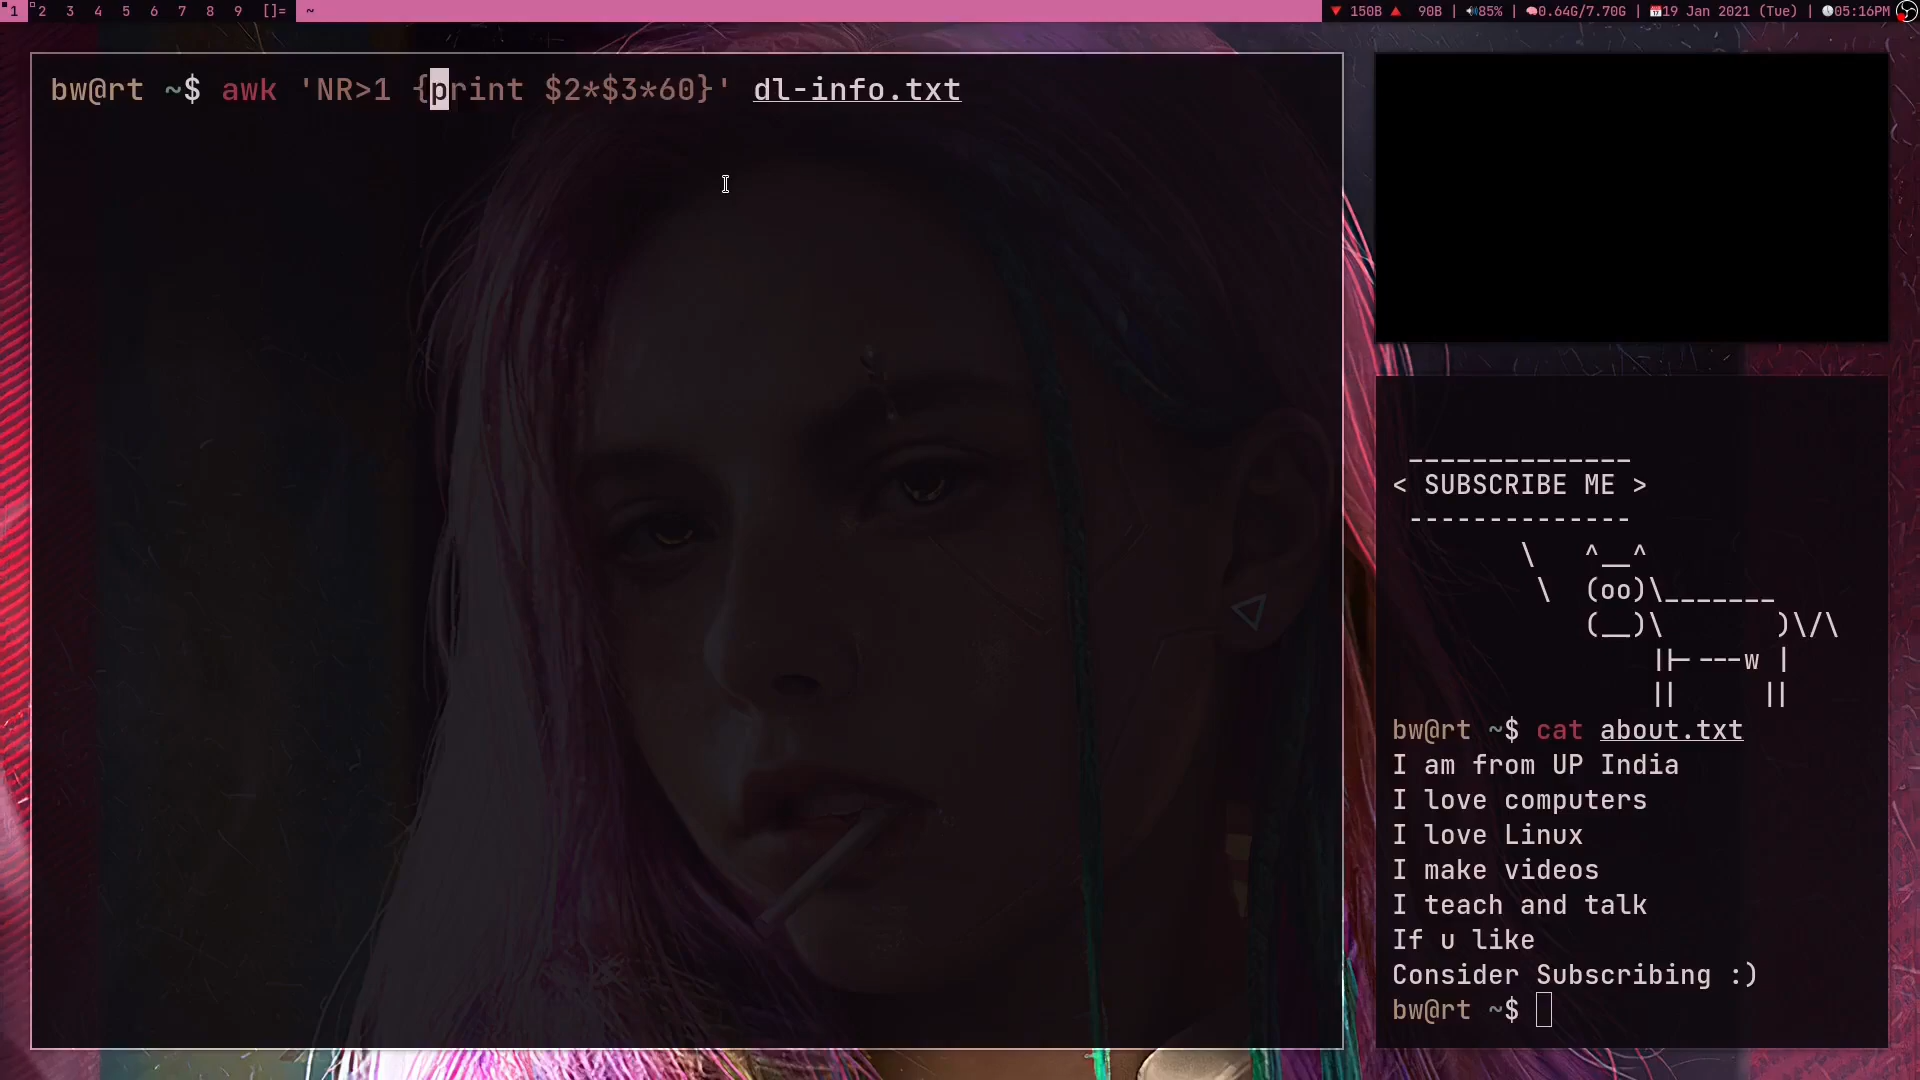 1 2 3 4 5 6 7 8 9 []= ~
🔻 150B 🔺 90B | 🔊85% | 🧠0.64G/7.70G | 📅19 Jan 2021 (Tue) | 🕔05:16PM
bw@rt ~$ awk 'NR>1 {print $2*$3*60}' dl-info.txt
______________
< SUBSCRIBE ME >
--------------
\   ^__^
\  (oo)\_______
(__)\       )\/\
||----w |
||     ||
bw@rt ~$ cat about.txt
I am from UP India
I love computers
I love Linux
I make videos
I teach and talk
If u like
Consider Subscribing :)
bw@rt ~$